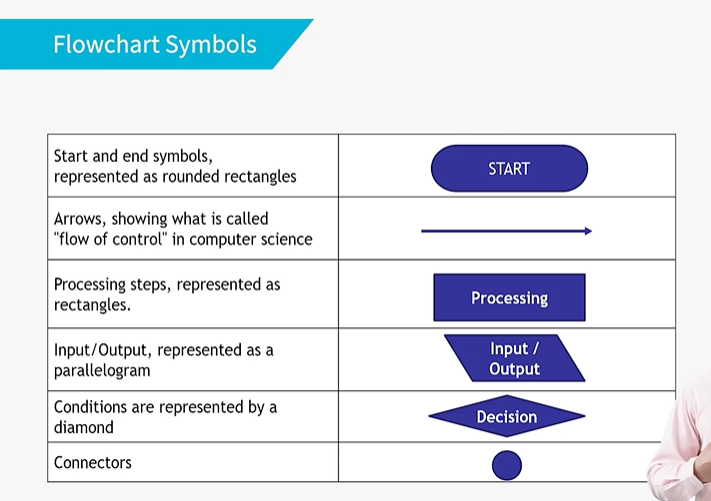 Flowchart Symbols
Start and end symbols,
represented as rounded rectangles
START
Arrows, showing what is called
"flow of control" in computer science
Processing steps, represented as
rectangles.
Processing
Input/Output, represented as a
parallelogram
Input /
Output
Conditions are represented by a
diamond
Decision
Connectors